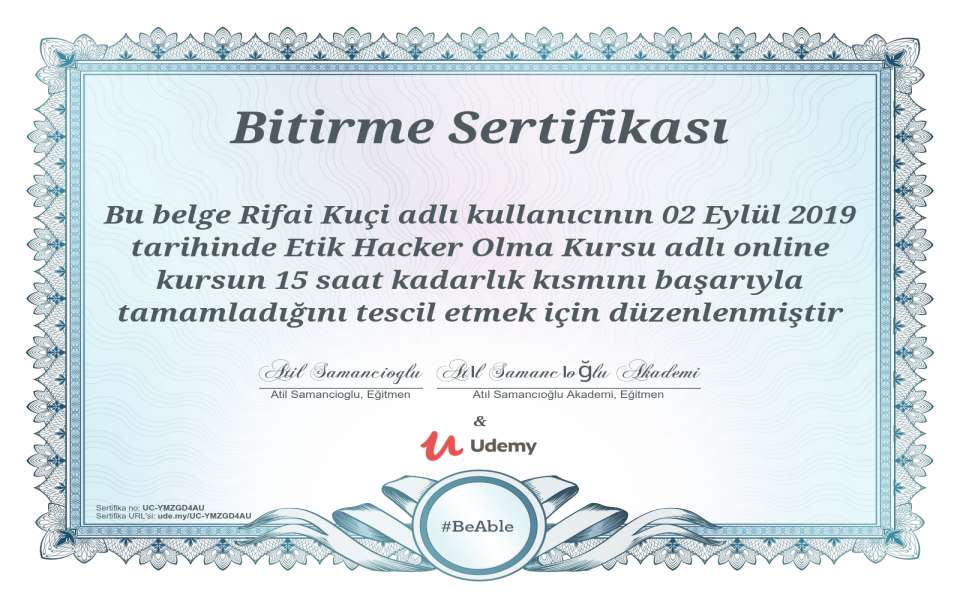 Bitirme Sertifikası
Bu belge Rifai Kuçi adlı kullanıcının 02 Eylül 2019
tarihinde Etik Hacker Olma Kursu adlı online
kursun 15 saat kadarlık kısmını başarıyla
tamamladığını tescil etmek için düzenlenmiştir
Atil Samancioglu Atıl Samancıoğlu Akademi
Atil Samancioglu, Eğitmen Atıl Samancıoğlu Akademi, Eğitmen
&
Udemy
Sertifika no: UC-YMZGD4AU
Sertifika URL'si: ude.my/UC-YMZGD4AU
#BeAble